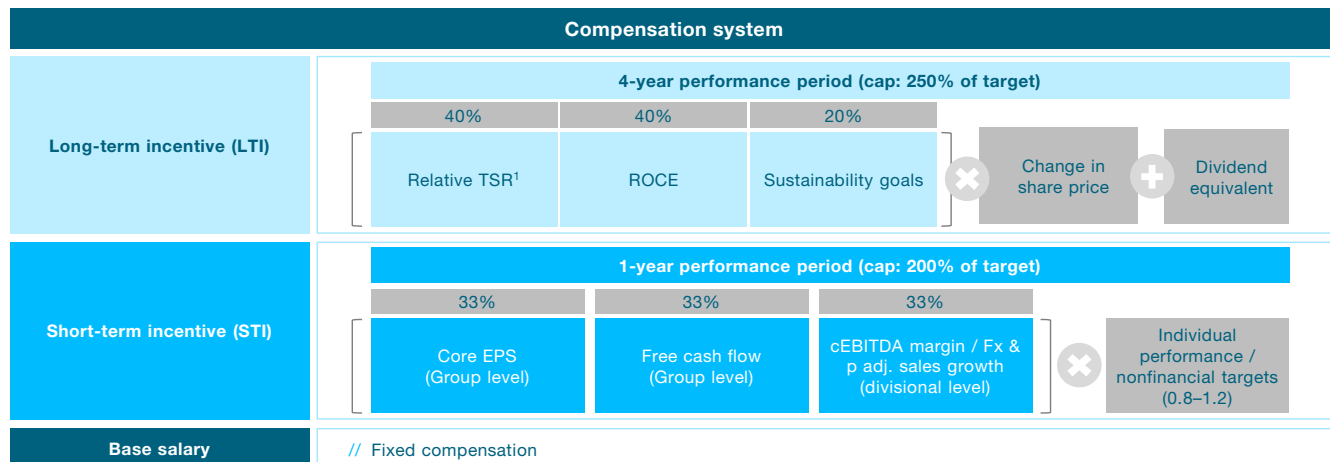 Compensation system
Long-term incentive (LTI)
4-year performance period (cap: 250% of target)
40%
40%
20%
Relative TSR¹
ROCE
Sustainability goals
Change in
share price
Dividend
equivalent
Short-term incentive (STI)
1-year performance period (cap: 200% of target)
33%
33%
33%
Core EPS
(Group level)
Free cash flow
(Group level)
cEBITDA margin / Fx &
p adj. sales growth
(divisional level)
Individual
performance /
nonfinancial targets
(0.8–1.2)
Base salary
// Fixed compensation